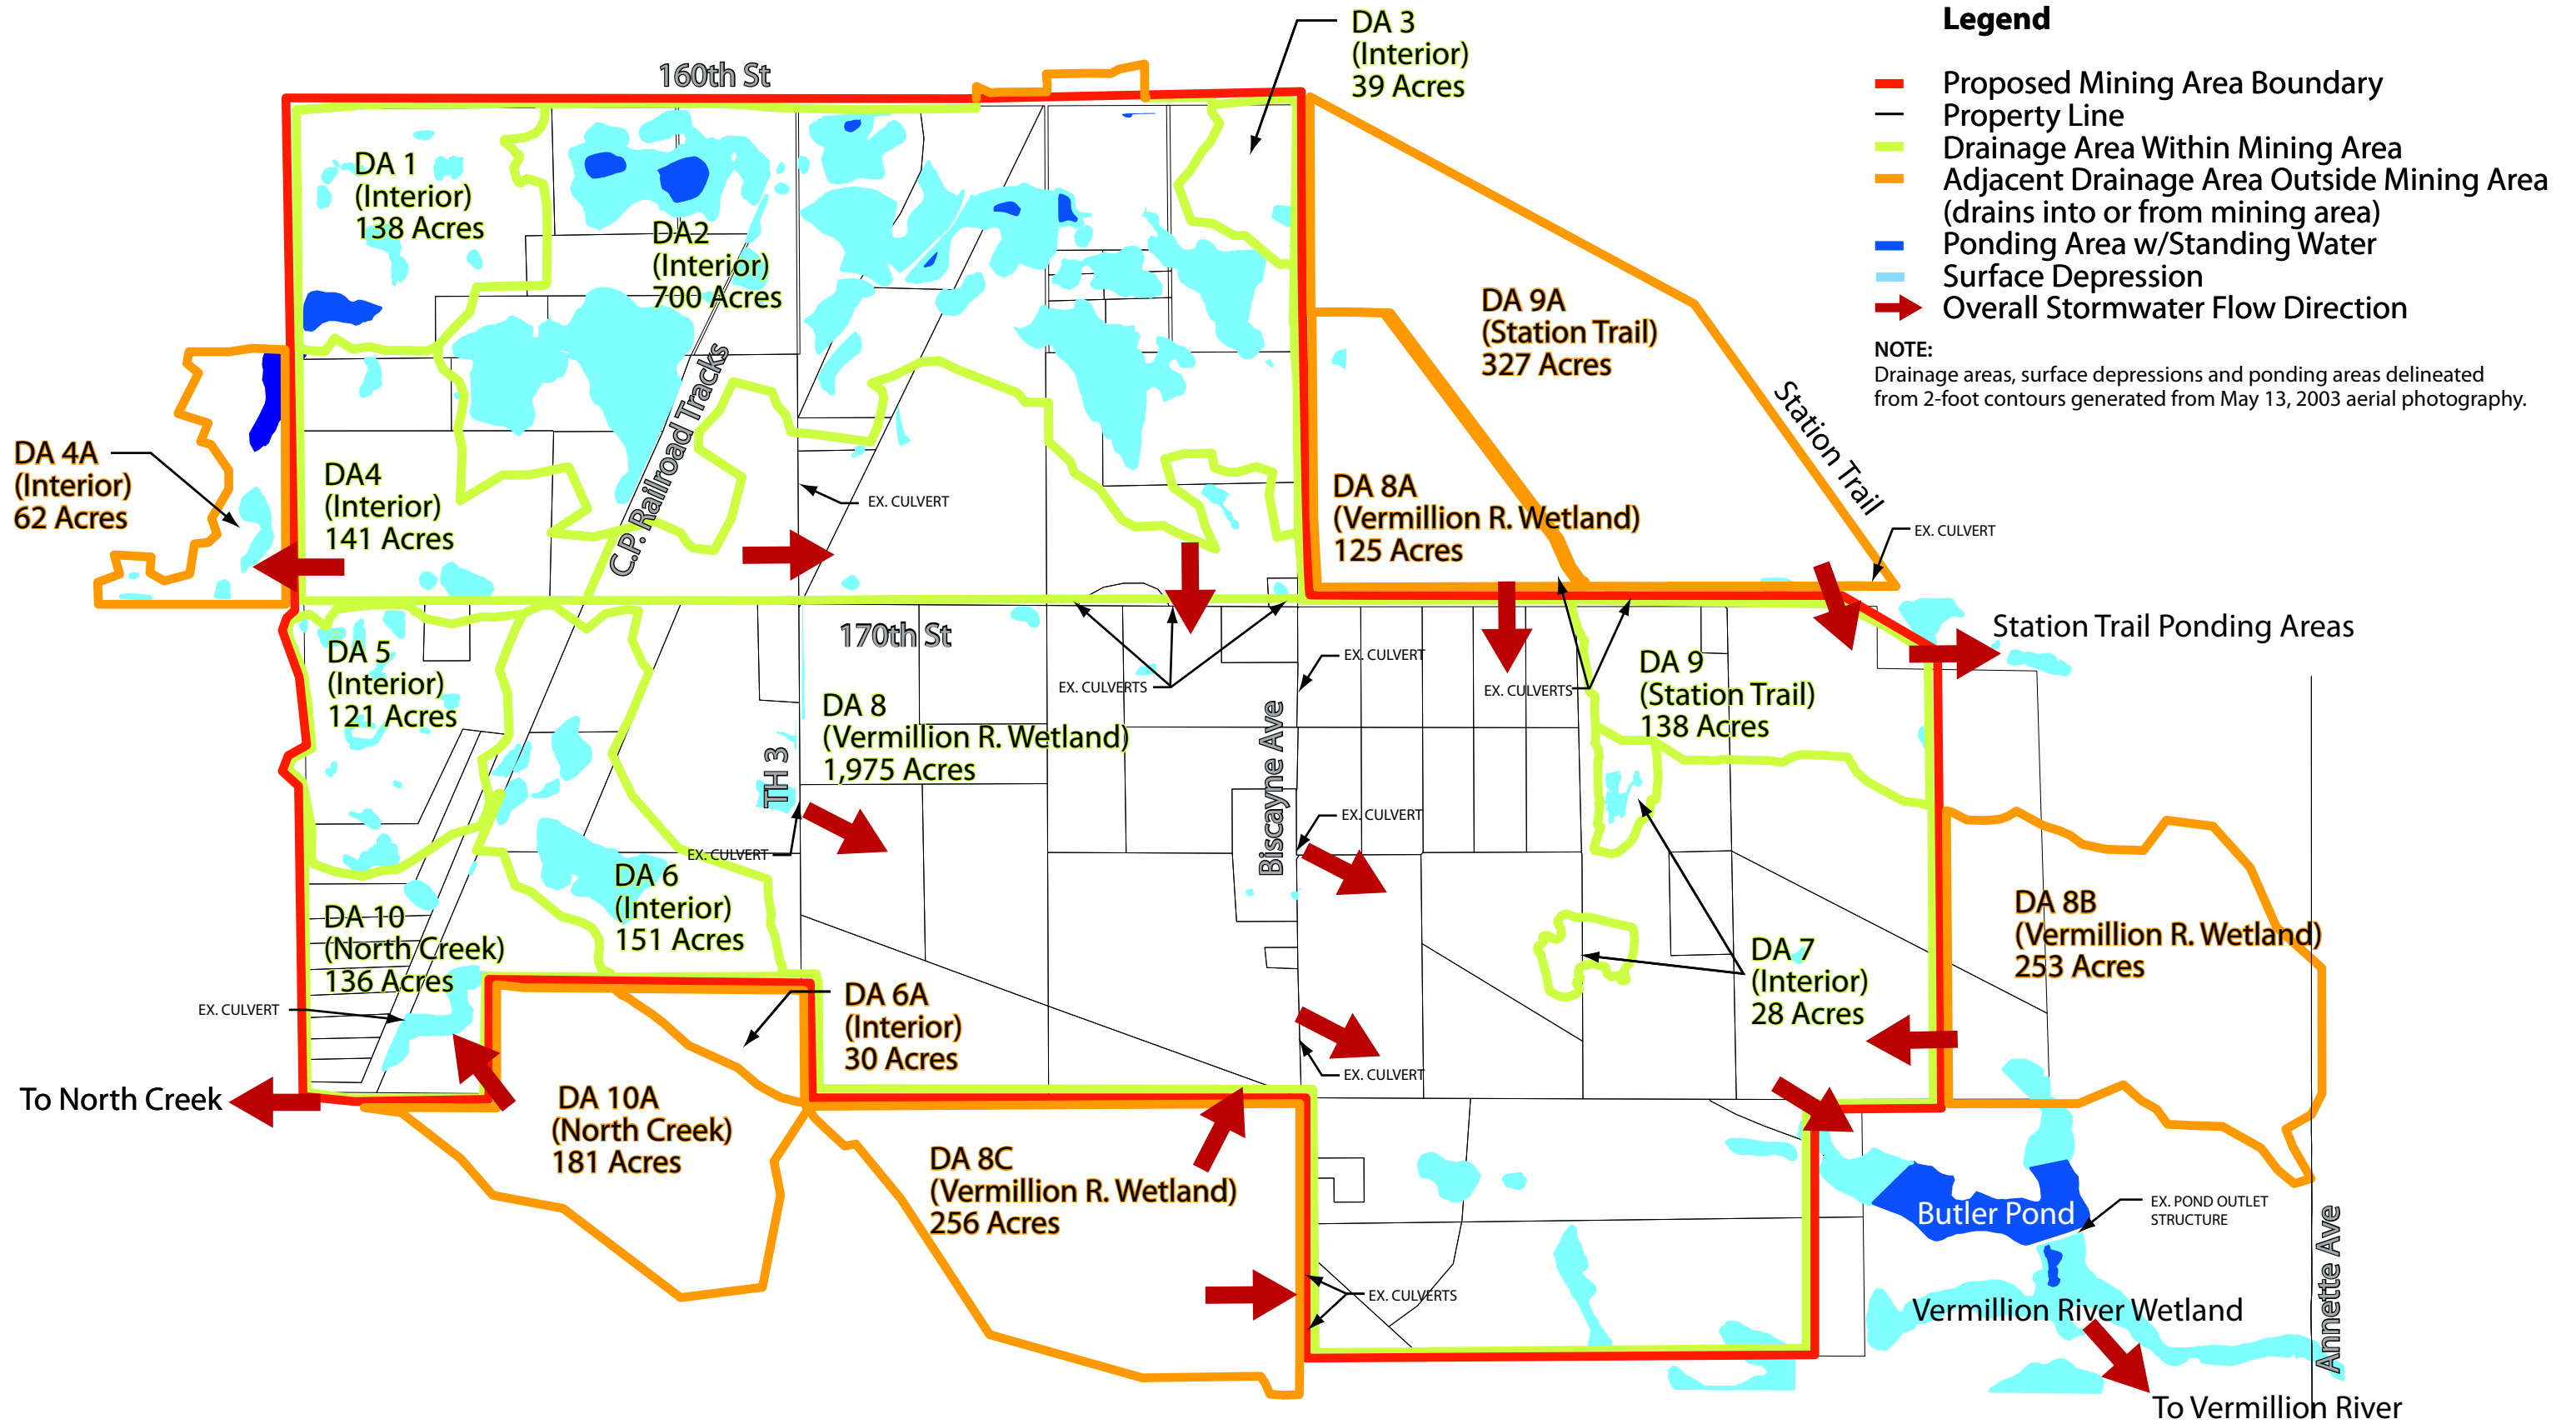 DA 3
(Interior)
39 Acres
Legend
Proposed Mining Area Boundary
Property Line
Drainage Area Within Mining Area
Adjacent Drainage Area Outside Mining Area
(drains into or from mining area)
Ponding Area w/Standing Water
Surface Depression
Overall Stormwater Flow Direction
NOTE:
Drainage areas, surface depressions and ponding areas delineated
from 2-foot contours generated from May 13, 2003 aerial photography.
160th St
DA 1
(Interior)
138 Acres
DA2
(Interior)
700 Acres
DA 9A
(Station Trail)
327 Acres
Station Trail
C.P. Railroad Tracks
DA 4A
(Interior)
62 Acres
DA4
(Interior)
141 Acres
EX. CULVERT
DA 8A
(Vermillion R. Wetland)
125 Acres
EX. CULVERT
Station Trail Ponding Areas
170th St
DA 5
(Interior)
121 Acres
EX. CULVERT
EX. CULVERTS
EX. CULVERTS
DA 9
(Station Trail)
138 Acres
DA 8
(Vermillion R. Wetland)
1,975 Acres
TH 3
Biscayne Ave
EX. CULVERT
EX. CULVERT
DA 6
(Interior)
151 Acres
DA 10
(North Creek)
136 Acres
DA 8B
(Vermillion R. Wetland)
253 Acres
DA 7
(Interior)
28 Acres
EX. CULVERT
DA 6A
(Interior)
30 Acres
EX. CULVERT
To North Creek
DA 10A
(North Creek)
181 Acres
DA 8C
(Vermillion R. Wetland)
256 Acres
Butler Pond
EX. POND OUTLET
STRUCTURE
EX. CULVERTS
Vermillion River Wetland
Annette Ave
To Vermillion River